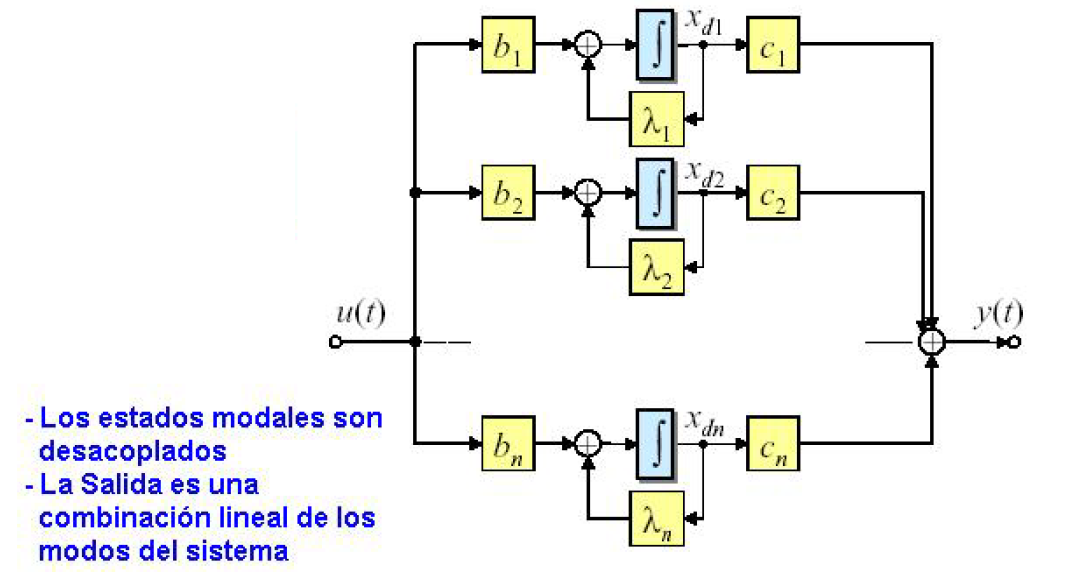 b1
∫
xd1
c1
λ1
b2
∫
xd2
c2
λ2
u(t)
y(t)
bn
∫
xdn
cn
λn
- Los estados modales son
desacoplados
- La Salida es una
combinación lineal de los
modos del sistema